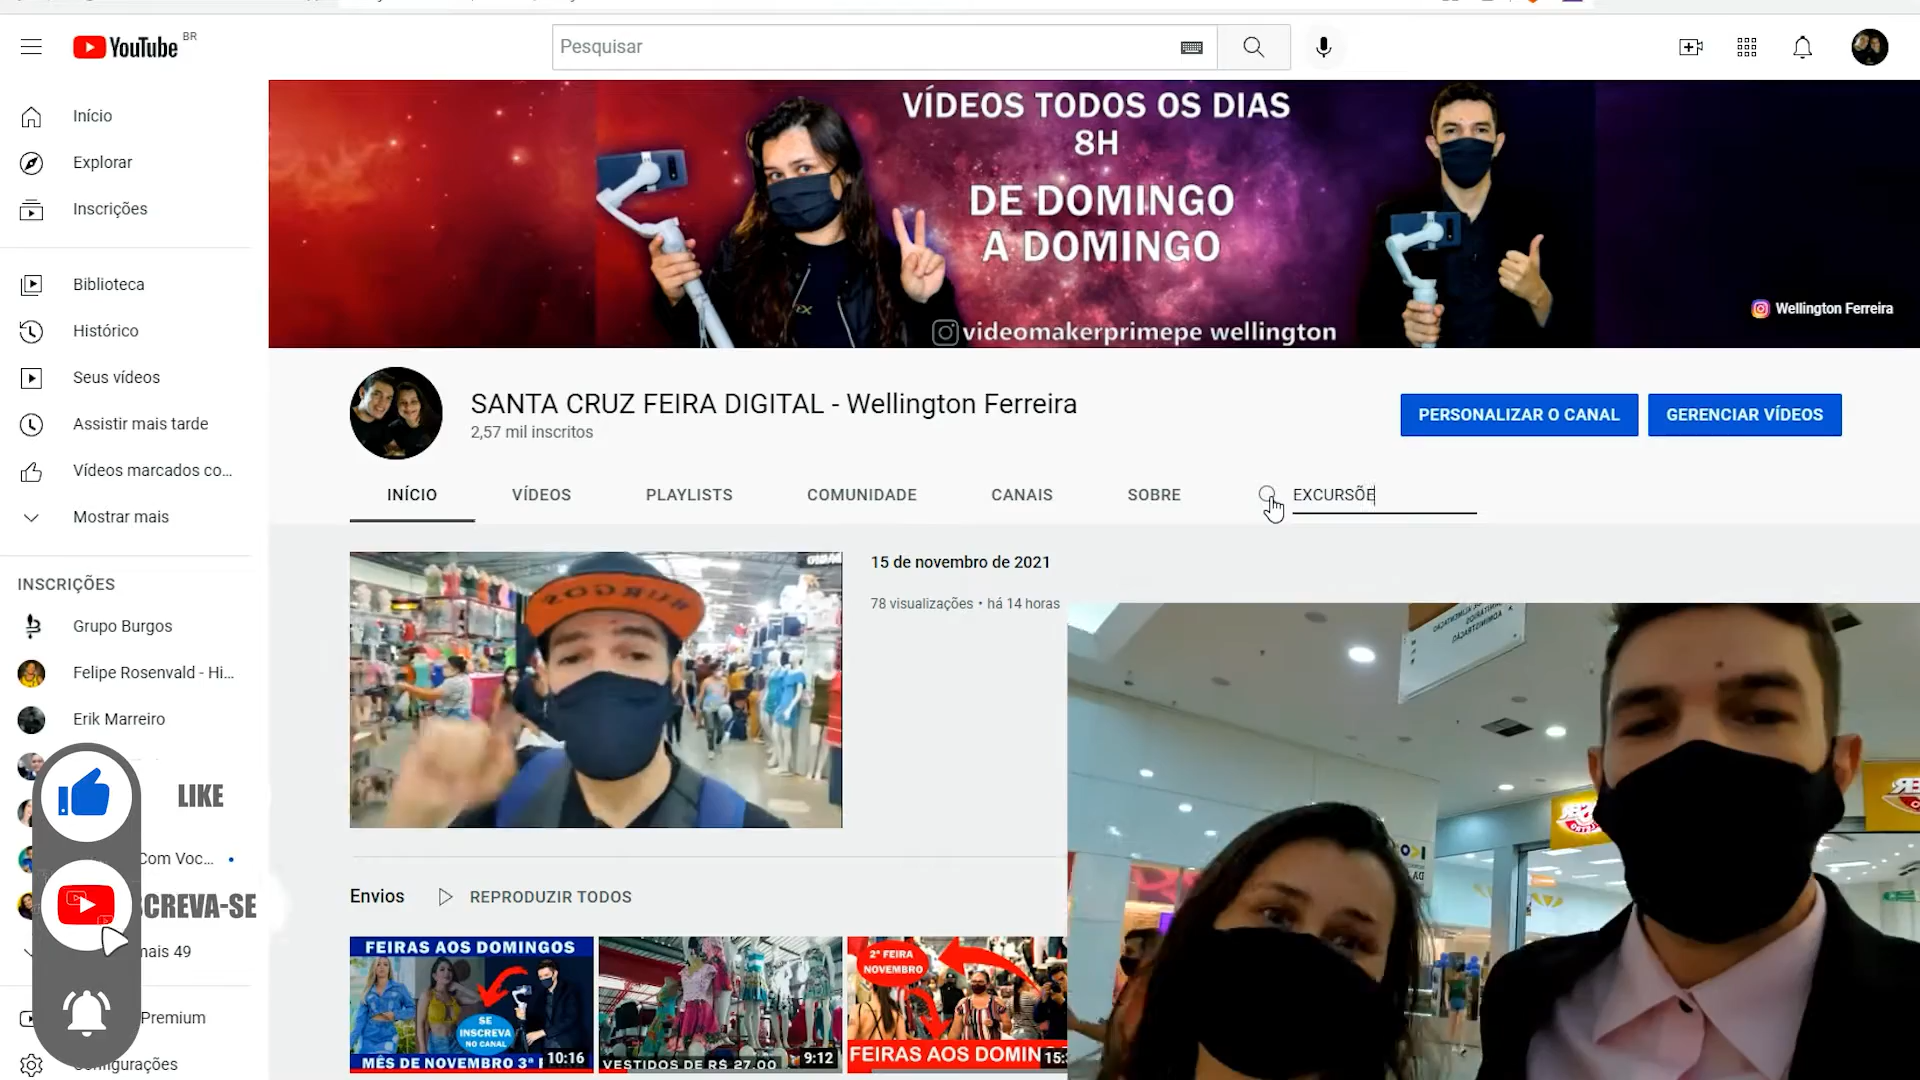 YouTube BR
Pesquisar
Início
Explorar
Inscrições
Biblioteca
Histórico
Seus vídeos
Assistir mais tarde
Vídeos marcados co...
Mostrar mais
INSCRIÇÕES
Grupo Burgos
Felipe Rosenvald - Hi...
Erik Marreiro
LIKE
Com Voc...
CREVA-SE
mais 49
Premium
nfigurações
VÍDEOS TODOS OS DIAS
8H
DE DOMINGO
A DOMINGO
Wellington Ferreira
videomakerprimepe wellington
SANTA CRUZ FEIRA DIGITAL - Wellington Ferreira
2,57 mil inscritos
PERSONALIZAR O CANAL
GERENCIAR VÍDEOS
INÍCIO
VÍDEOS
PLAYLISTS
COMUNIDADE
CANAIS
SOBRE
EXCURSÕE
BURGOS
15 de novembro de 2021
78 visualizações • há 14 horas
Envios
REPRODUZIR TODOS
FEIRAS AOS DOMINGOS
SE
INSCREVA
NO CANAL
MÊS DE NOVEMBRO 3ª
10:16
VESTIDOS DE R$ 27,00
9:12
2ª FEIRA
NOVEMBRO
FEIRAS AOS DOMIN
15: